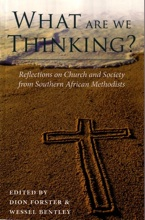 WHAT ARE WE
THINKING?
Reflections on Church and Society
from Southern African Methodists
EDITED BY
DION FORSTER &
WESSEL BENTLEY